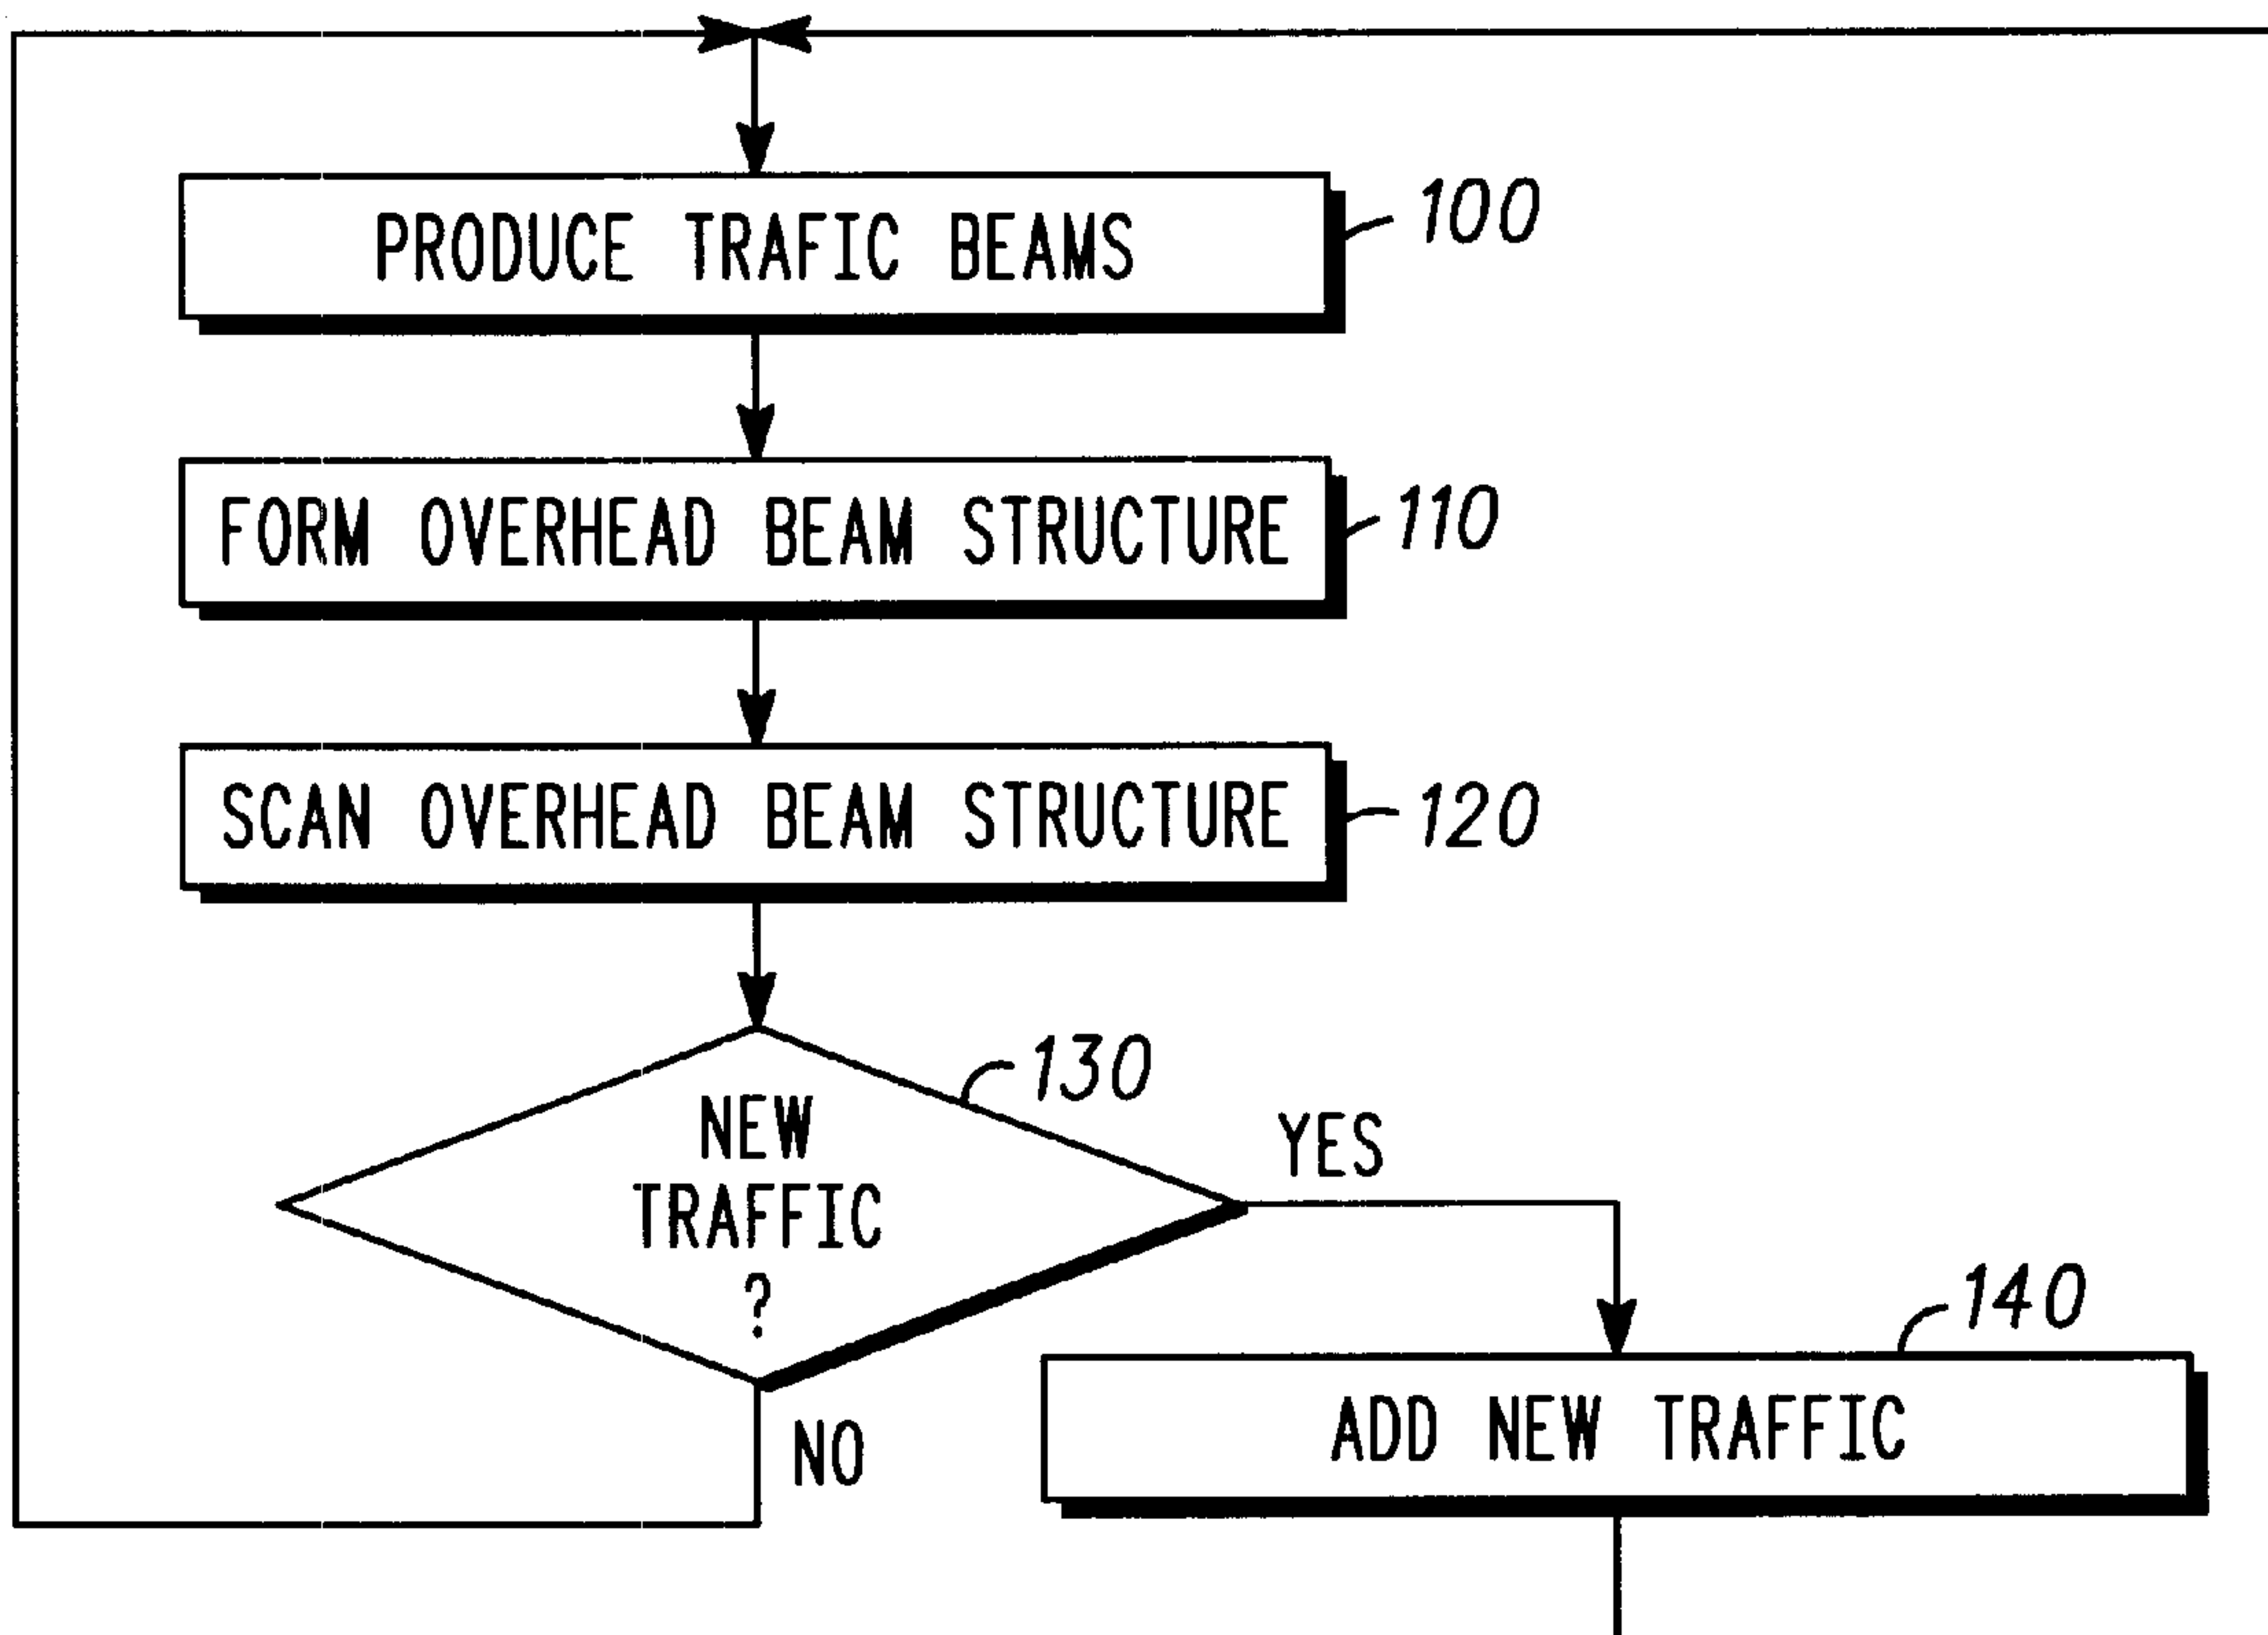 PRODUCE TRAFIC BEAMS
100
FORM OVERHEAD BEAM STRUCTURE
110
SCAN OVERHEAD BEAM STRUCTURE
120
130
NEW
TRAFFIC
?
YES
NO
140
ADD NEW TRAFFIC